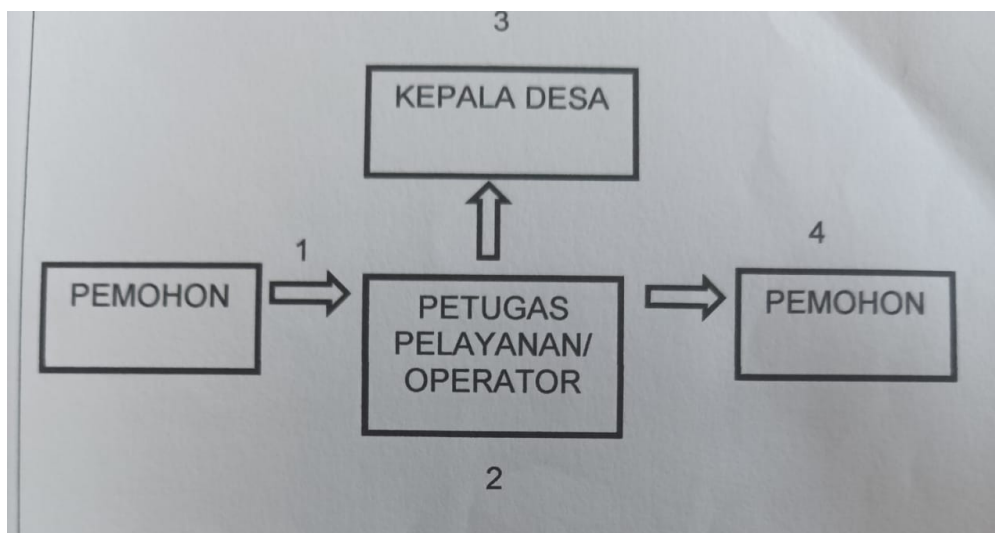 3
KEPALA DESA
1
4
PEMOHON
PETUGAS
PELAYANAN/
OPERATOR
PEMOHON
2